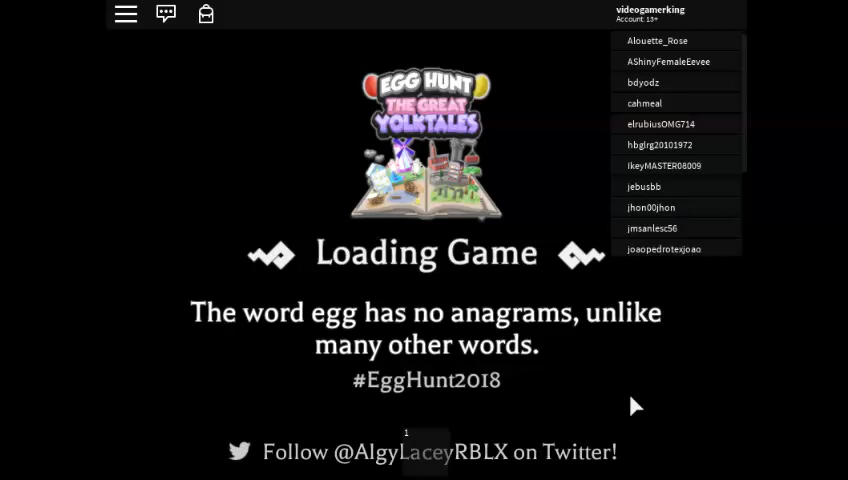 videogamerking
Account: 13+
Alouette_Rose
AShinyFemaleEevee
bdyodz
cahmeal
elrubiusOMG714
hbglrg20101972
IkeyMASTER08009
jebusbb
jhon00jhon
jmsanlesc56
joaopedrotexjoao
EGG HUNT
THE GREAT
YOLKTALES
Loading Game
The word egg has no anagrams, unlike
many other words.
#EggHunt2018
1
Follow @AlgyLaceyRBLX on Twitter!